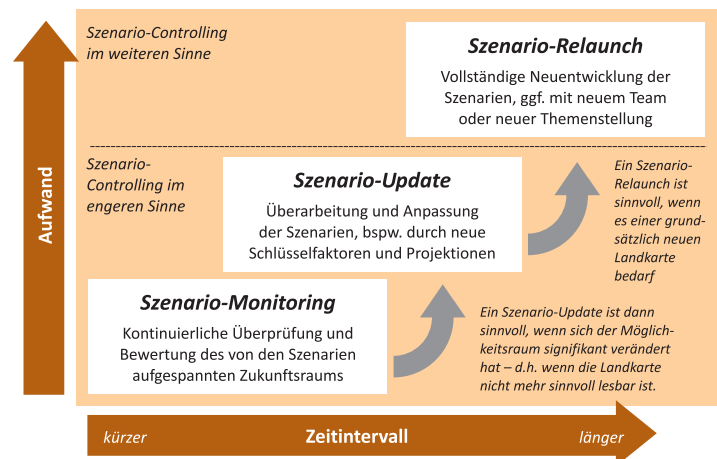 Szenario-Controlling
im weiteren Sinne
Szenario-Relaunch
Vollständige Neuentwicklung der
Szenarien, ggf. mit neuem Team
oder neuer Themenstellung
Szenario-
Controlling im
engeren Sinne
Szenario-Update
Überarbeitung und Anpassung
der Szenarien, bspw. durch neue
Schlüsselfaktoren und Projektionen
Ein Szenario-
Relaunch ist
sinnvoll, wenn
es einer grund-
sätzlich neuen
Landkarte
bedarf
Szenario-Monitoring
Kontinuierliche Überprüfung und
Bewertung des von den Szenarien
aufgespannten Zukunftsraums
Ein Szenario-Update ist dann
sinnvoll, wenn sich der Möglich-
keitsraum signifikant verändert
hat – d.h. wenn die Landkarte
nicht mehr sinnvoll lesbar ist.
Aufwand
kürzer Zeitintervall länger